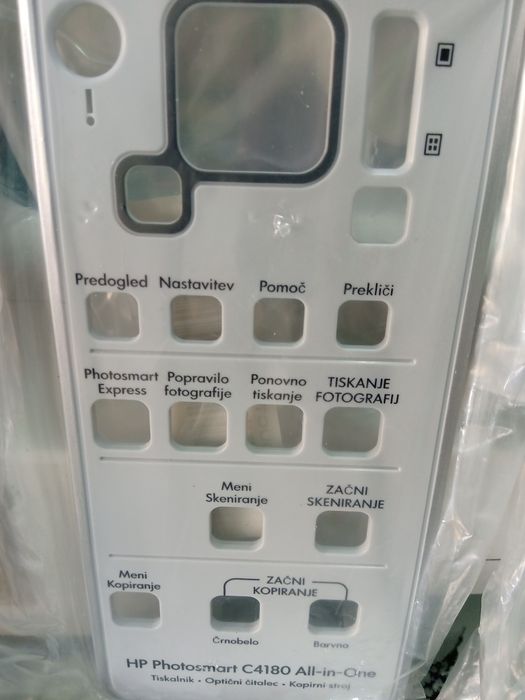 !
Predogled Nastavitev Pomoč Prekliči
Photosmart Express
Popravilo fotografije
Ponovno tiskanje
TISKANJE FOTOGRAFIJ
Meni Skeniranje
ZAČNI SKENIRANJE
Meni Kopiranje
ZAČNI KOPIRANJE
Črnobelo Barvno
HP Photosmart C4180 All-in-One
Tiskalnik • Optični čitalec • Kopirni stroj